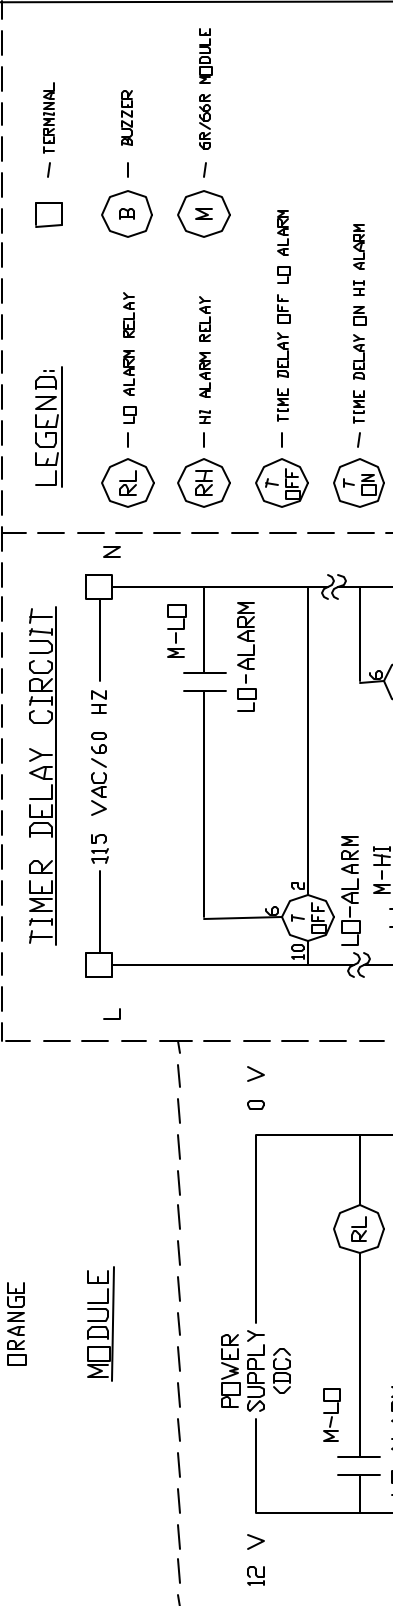 LEGEND:
TERMINAL
RL — LO ALARM RELAY
B — BUZZER
RH — HI ALARM RELAY
M — GR/66R MODULE
T OFF — TIME DELAY OFF LO ALARM
T ON — TIME DELAY ON HI ALARM
TIMER DELAY CIRCUIT
L
115 VAC/60 HZ
N
M-LO
LO-ALARM
10
T OFF
2
6
LO-ALARM
M-HI
6
ORANGE
MODULE
12 V
POWER
SUPPLY
(DC)
0 V
M-LO
RL